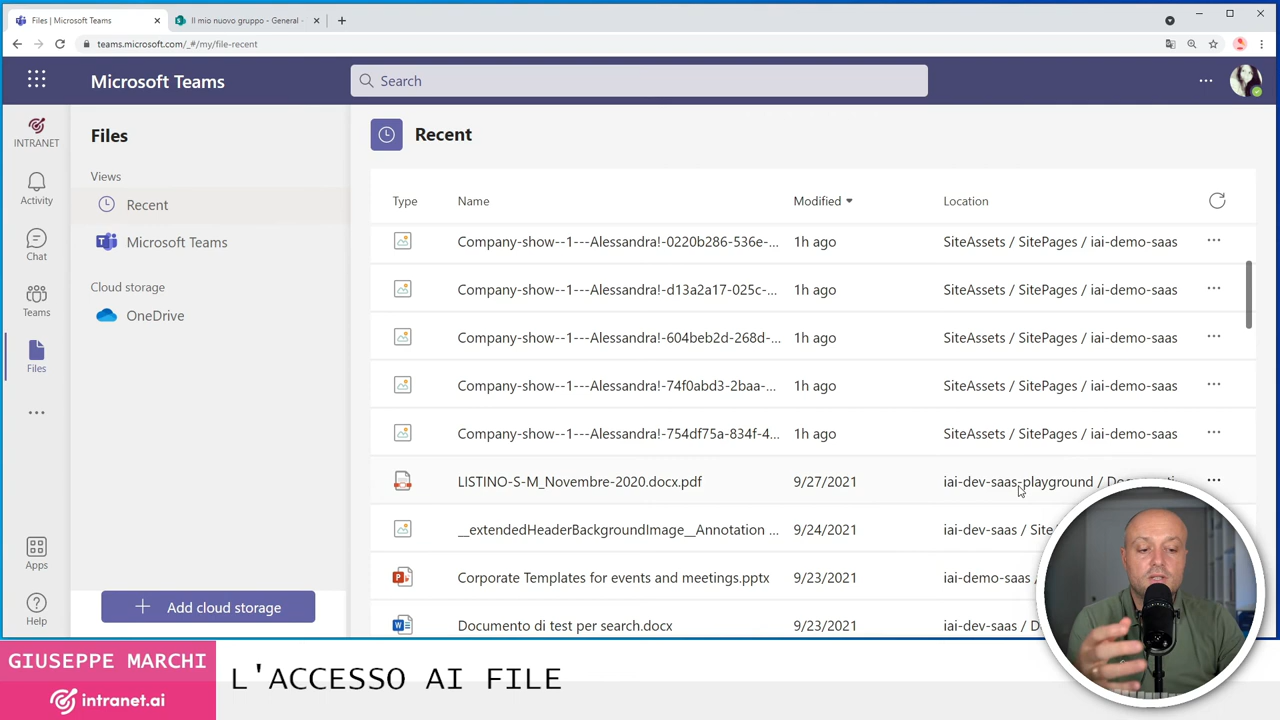 Files | Microsoft Teams
Il mio nuovo gruppo - General -
teams.microsoft.com/_#/my/file-recent
Microsoft Teams
Search
INTRANET
Activity
Chat
Teams
Files
Apps
Help
Files
Views
Recent
Microsoft Teams
Cloud storage
OneDrive
Add cloud storage
Recent
Type Name Modified Location
Company-show--1---Alessandra!-0220b286-536e-... 1h ago SiteAssets / SitePages / iai-demo-saas
Company-show--1---Alessandra!-d13a2a17-025c-... 1h ago SiteAssets / SitePages / iai-demo-saas
Company-show--1---Alessandra!-604beb2d-268d-... 1h ago SiteAssets / SitePages / iai-demo-saas
Company-show--1---Alessandra!-74f0abd3-2baa-... 1h ago SiteAssets / SitePages / iai-demo-saas
Company-show--1---Alessandra!-754df75a-834f-4... 1h ago SiteAssets / SitePages / iai-demo-saas
LISTINO-S-M_Novembre-2020.docx.pdf 9/27/2021 iai-dev-saas-playground /
__extendedHeaderBackgroundImage__Annotation ... 9/24/2021 iai-dev-saas /
Corporate Templates for events and meetings.pptx 9/23/2021 iai-demo-saas
Documento di test per search.docx 9/23/2021 iai-dev-saas /
GIUSEPPE MARCHI
intranet.ai
L'ACCESSO AI FILE